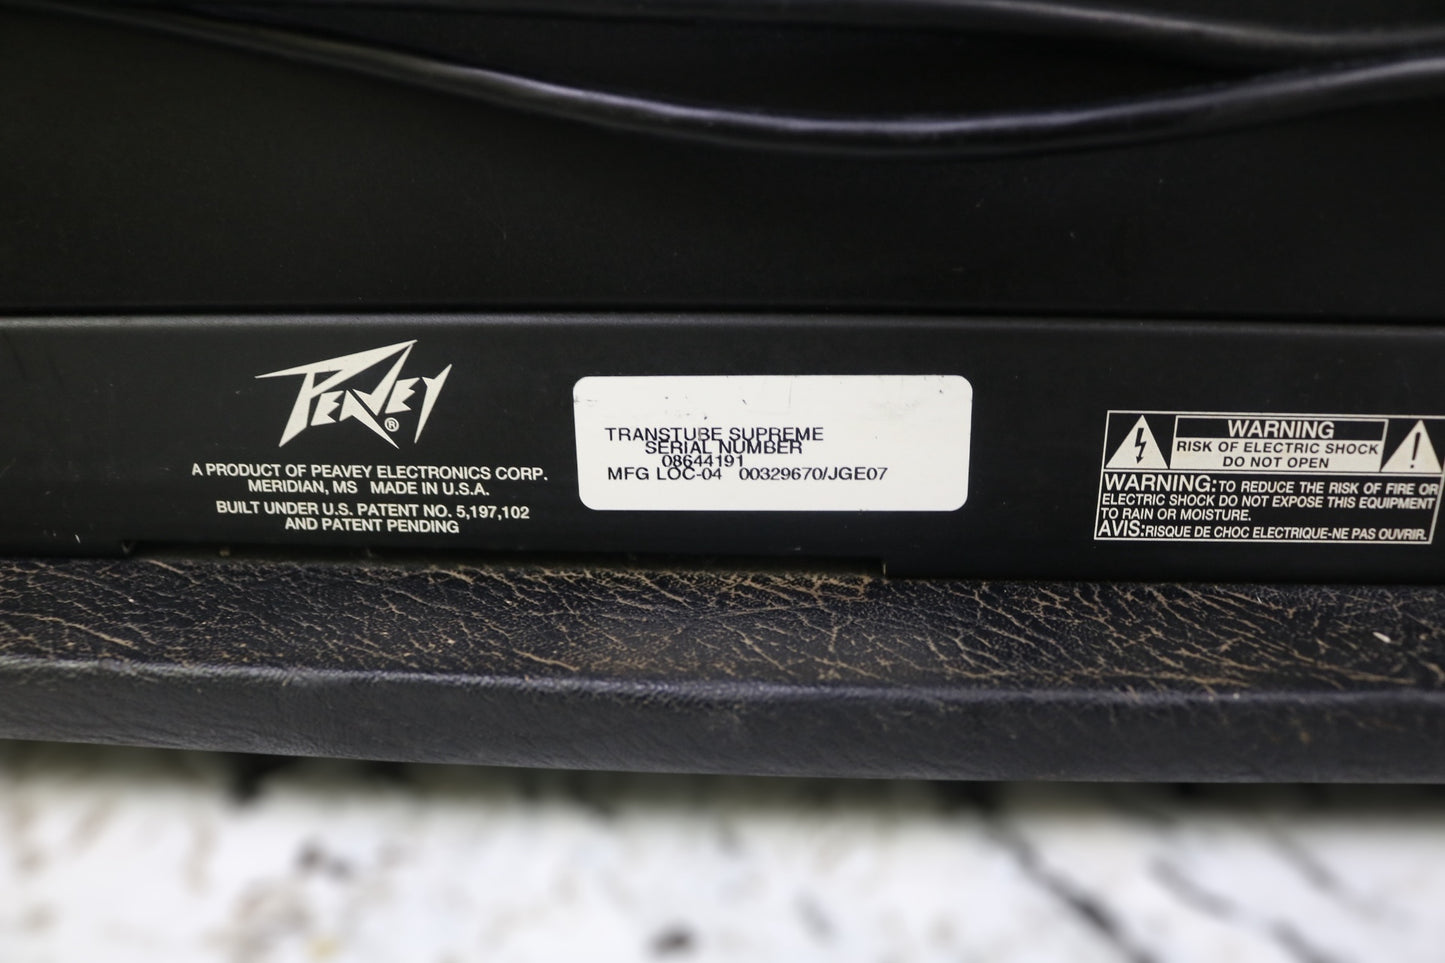 PEAVEY®
A PRODUCT OF PEAVEY ELECTRONICS CORP.
MERIDIAN, MS MADE IN U.S.A.
BUILT UNDER U.S. PATENT NO. 5,197,102
AND PATENT PENDING
TRANSTUBE SUPREME
SERIAL NUMBER
08644191
MFG LOC-04 00329670/JGE07
WARNING
RISK OF ELECTRIC SHOCK
DO NOT OPEN
WARNING: TO REDUCE THE RISK OF FIRE OR
ELECTRIC SHOCK DO NOT EXPOSE THIS EQUIPMENT
TO RAIN OR MOISTURE.
AVIS: RISQUE DE CHOC ELECTRIQUE-NE PAS OUVRIR.